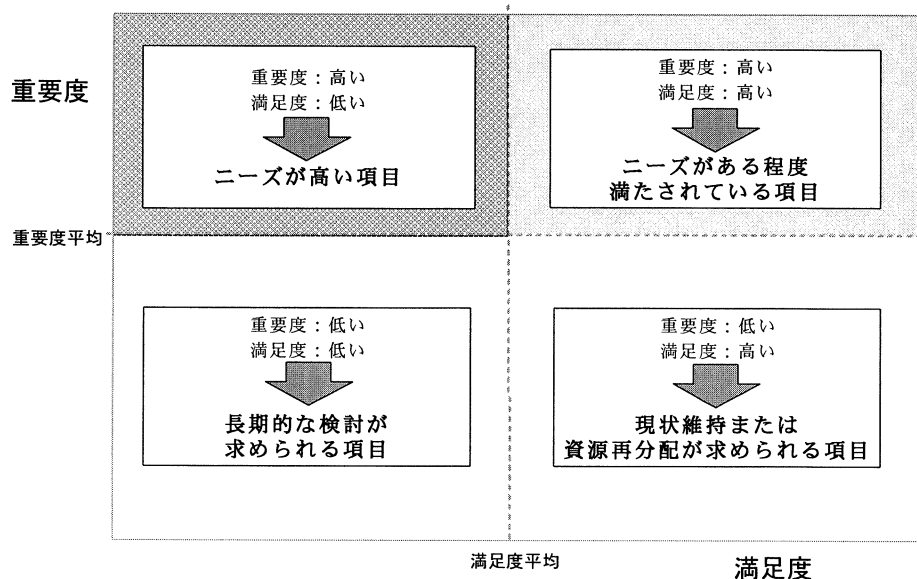 重要度
重要度：高い
満足度：低い
ニーズが高い項目
重要度：高い
満足度：高い
ニーズがある程度
満たされている項目
重要度平均
重要度：低い
満足度：低い
長期的な検討が
求められる項目
重要度：低い
満足度：高い
現状維持または
資源再分配が求められる項目
満足度平均
満足度